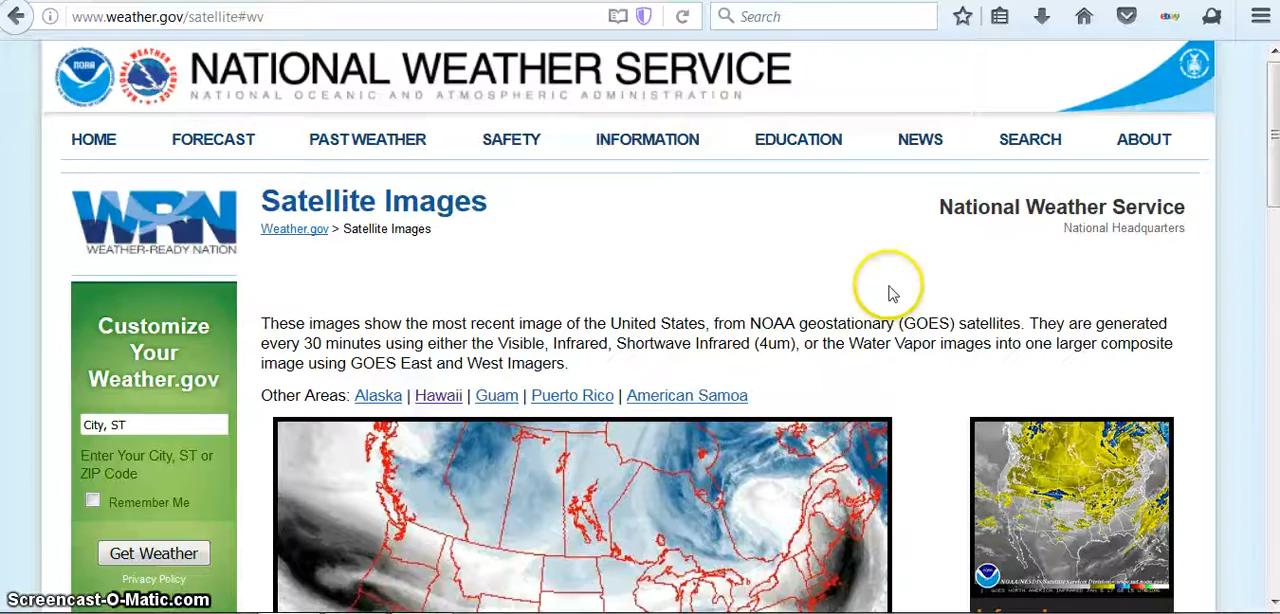 www.weather.gov/satellite#wv
Search
ebay
NOAA
NATIONAL WEATHER SERVICE
NATIONAL OCEANIC AND ATMOSPHERIC ADMINISTRATION
HOME FORECAST PAST WEATHER SAFETY INFORMATION EDUCATION NEWS SEARCH ABOUT
WRN
WEATHER-READY NATION
Satellite Images
Weather.gov > Satellite Images
National Weather Service
National Headquarters
Customize
Your
Weather.gov
City, ST
Enter Your City, ST or
ZIP Code
Remember Me
Get Weather
Privacy Policy
These images show the most recent image of the United States, from NOAA geostationary (GOES) satellites. They are generated
every 30 minutes using either the Visible, Infrared, Shortwave Infrared (4um), or the Water Vapor images into one larger composite
image using GOES East and West Imagers.
Other Areas: Alaska | Hawaii | Guam | Puerto Rico | American Samoa
Screencast-O-Matic.com